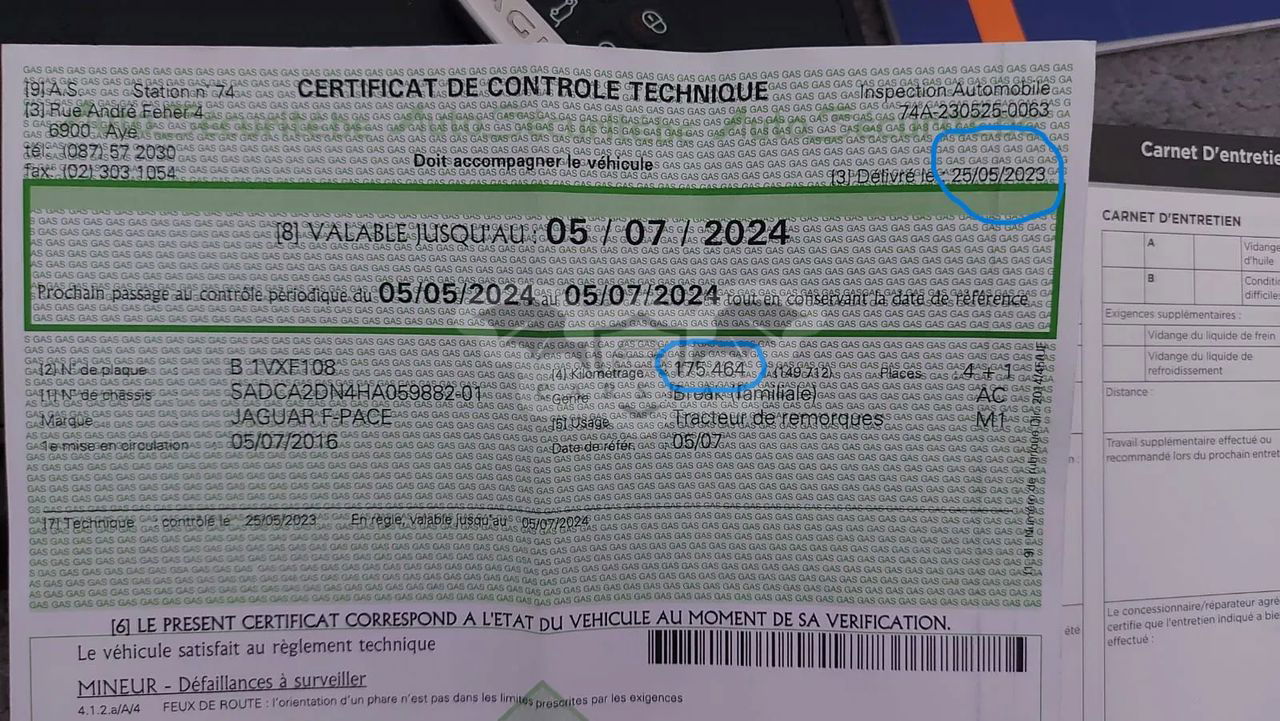 [9] A.S. Station n° 74
[3] Rue André Feher 4
6900 Aye
tél: (087) 57 2030
fax: (02) 303 1054
CERTIFICAT DE CONTROLE TECHNIQUE
Doit accompagner le véhicule
Inspection Automobile
74A-230525-0063
(3) Délivré le : 25/05/2023
[8] VALABLE JUSQU'AU : 05 / 07 / 2024
Prochain passage au contrôle périodique du 05/05/2024 au 05/07/2024 tout en conservant la date de référence
[2] N° de plaque B 1VXF108 (4) Kilométrage 175.464 (149.712) Places 4 + 1
[1] N° de chassis SADCA2DN4HA059882-01 Genre Break (familiale) AC
Marque JAGUAR F-PACE [5] Usage Tracteur de remorques M1
1e mise en circulation 05/07/2016 Date de référ. 05/07
[7] Technique : contrôlé le 25/05/2023 En règle, valable jusqu'au 05/07/2024
[6] LE PRESENT CERTIFICAT CORRESPOND A L'ETAT DU VEHICULE AU MOMENT DE SA VERIFICATION.
Le véhicule satisfait au règlement technique
MINEUR - Défaillances à surveiller
4.1.2.a/A/4 FEUX DE ROUTE : l'orientation d'un phare n'est pas dans les limites prescrites par les exigences
Carnet D'entretie
CARNET D'ENTRETIEN
A Vidange
d'huile
B Conditi
difficile
Exigences supplémentaires :
Vidange du liquide de frein
Vidange du liquide de
refroidissement
Distance :
Travail supplémentaire effectué ou
recommandé lors du prochain entret
Le concessionnaire/réparateur agré
certifie que l'entretien indiqué a bie
effectué :
été